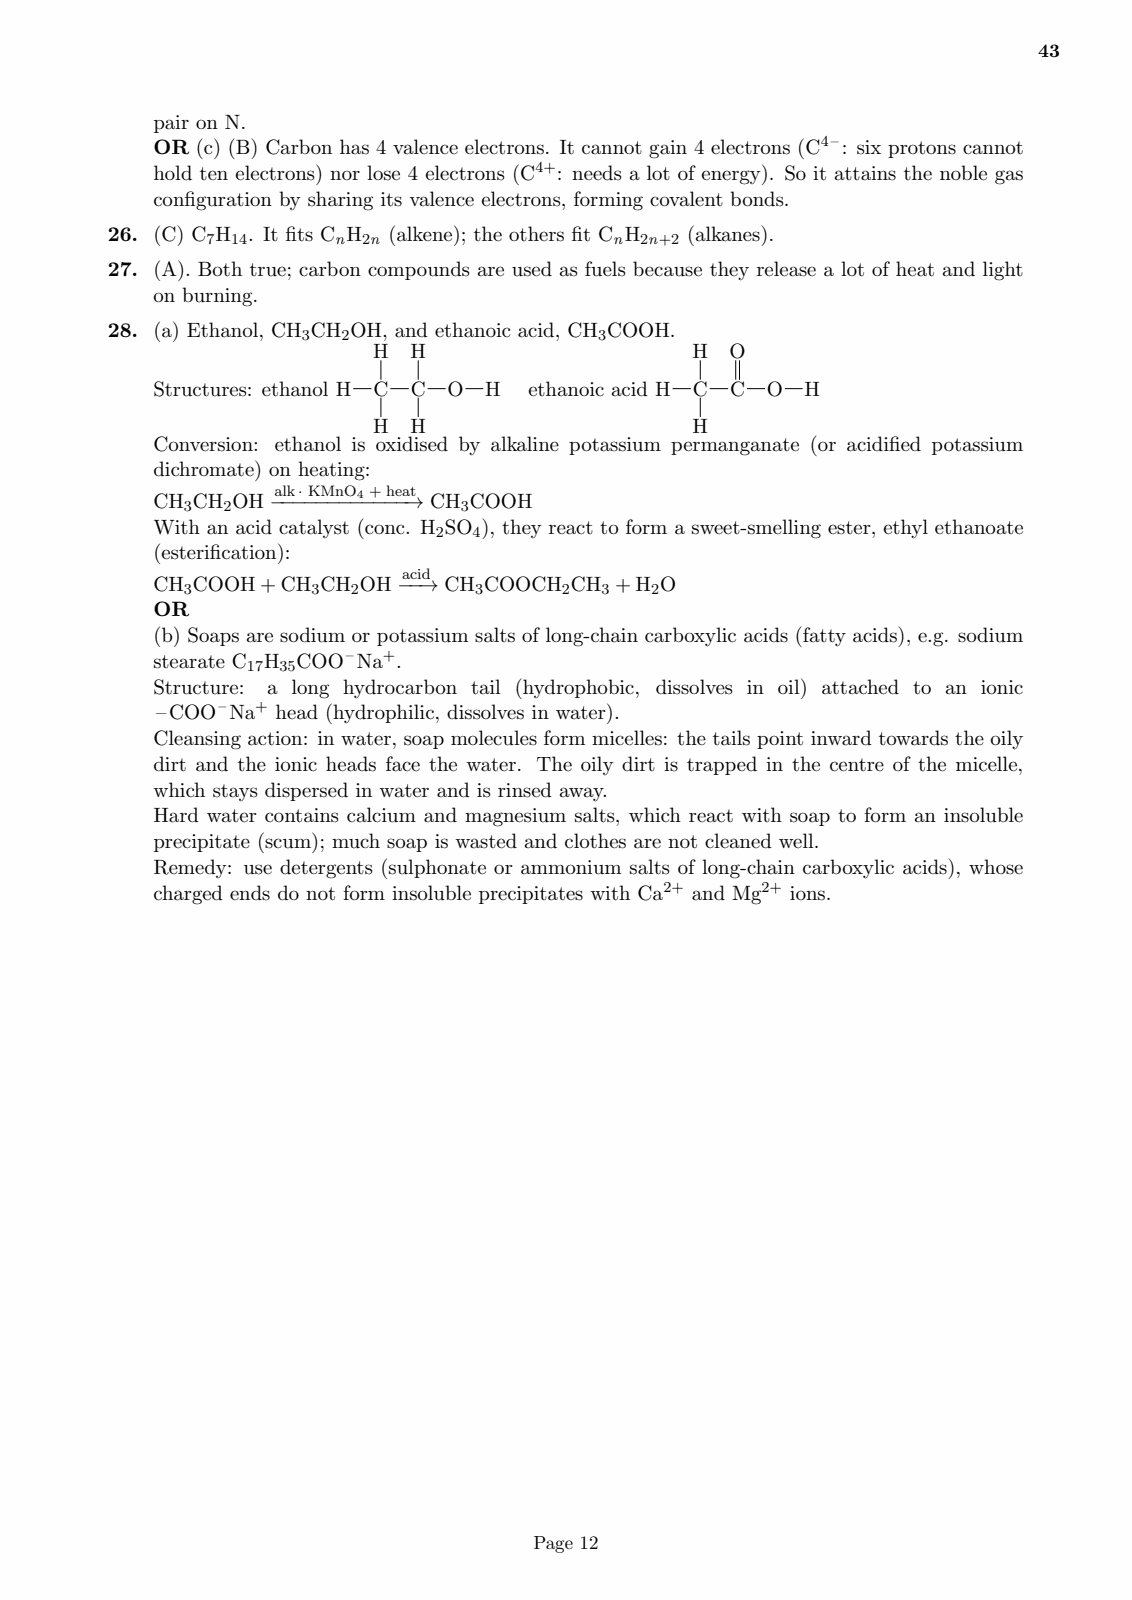 43
pair on N.
OR (c) (B) Carbon has 4 valence electrons. It cannot gain 4 electrons (C⁴⁻: six protons cannot
hold ten electrons) nor lose 4 electrons (C⁴⁺: needs a lot of energy). So it attains the noble gas
configuration by sharing its valence electrons, forming covalent bonds.
26. (C) C₇H₁₄. It fits CₙH₂ₙ (alkene); the others fit CₙH₂ₙ₊₂ (alkanes).
27. (A). Both true; carbon compounds are used as fuels because they release a lot of heat and light
on burning.
28. (a) Ethanol, CH₃CH₂OH, and ethanoic acid, CH₃COOH.
H H H O
Structures: ethanol H—C—C—O—H ethanoic acid H—C—C—O—H
H H H
Conversion: ethanol is oxidised by alkaline potassium permanganate (or acidified potassium
dichromate) on heating:
CH₃CH₂OH alk· KMnO₄ + heat → CH₃COOH
With an acid catalyst (conc. H₂SO₄), they react to form a sweet-smelling ester, ethyl ethanoate
(esterification):
CH₃COOH + CH₃CH₂OH acid → CH₃COOCH₂CH₃ + H₂O
OR
(b) Soaps are sodium or potassium salts of long-chain carboxylic acids (fatty acids), e.g. sodium
stearate C₁₇H₃₅COO⁻Na⁺.
Structure: a long hydrocarbon tail (hydrophobic, dissolves in oil) attached to an ionic
–COO⁻Na⁺ head (hydrophilic, dissolves in water).
Cleansing action: in water, soap molecules form micelles: the tails point inward towards the oily
dirt and the ionic heads face the water. The oily dirt is trapped in the centre of the micelle,
which stays dispersed in water and is rinsed away.
Hard water contains calcium and magnesium salts, which react with soap to form an insoluble
precipitate (scum); much soap is wasted and clothes are not cleaned well.
Remedy: use detergents (sulphonate or ammonium salts of long-chain carboxylic acids), whose
charged ends do not form insoluble precipitates with Ca²⁺ and Mg²⁺ ions.
Page 12